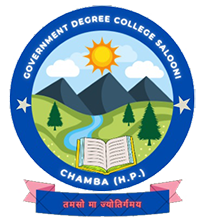 GOVERNMENT DEGREE COLLEGE SALOONI
CHAMBA (H.P.)
तमसो मा ज्योतिर्गमय